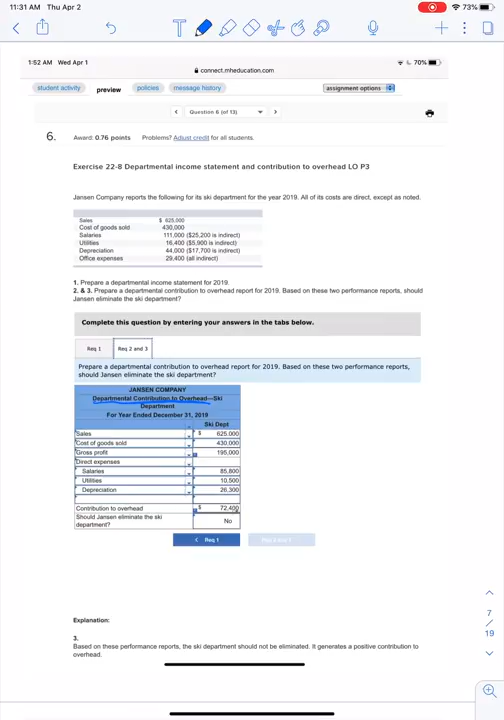 11:31 AM Thu Apr 2
73%
1:52 AM Wed Apr 1
70%
connect.mheducation.com
student activity preview policies message history assignment options
Question 6 (of 13)
6.
Award: 0.76 points Problems? Adjust credit for all students.
Exercise 22-8 Departmental income statement and contribution to overhead LO P3
Jansen Company reports the following for its ski department for the year 2019. All of its costs are direct, except as noted.
Sales $ 625,000
Cost of goods sold 430,000
Salaries 111,000 ($25,200 is indirect)
Utilities 16,400 ($5,900 is indirect)
Depreciation 44,000 ($17,700 is indirect)
Office expenses 29,400 (all indirect)
1. Prepare a departmental income statement for 2019.
2. & 3. Prepare a departmental contribution to overhead report for 2019. Based on these two performance reports, should
Jansen eliminate the ski department?
Complete this question by entering your answers in the tabs below.
Req 1 Req 2 and 3
Prepare a departmental contribution to overhead report for 2019. Based on these two performance reports,
should Jansen eliminate the ski department?
JANSEN COMPANY
Departmental Contribution to Overhead—Ski
Department
For Year Ended December 31, 2019
Ski Dept
Sales $ 625,000
Cost of goods sold 430,000
Gross profit 195,000
Direct expenses
Salaries 85,800
Utilities 10,500
Depreciation 26,300
Contribution to overhead $ 72,400
Should Jansen eliminate the ski
department? No
< Req 1 Req 2 and 3
Explanation:
3.
Based on these performance reports, the ski department should not be eliminated. It generates a positive contribution to
overhead.
7
/
19